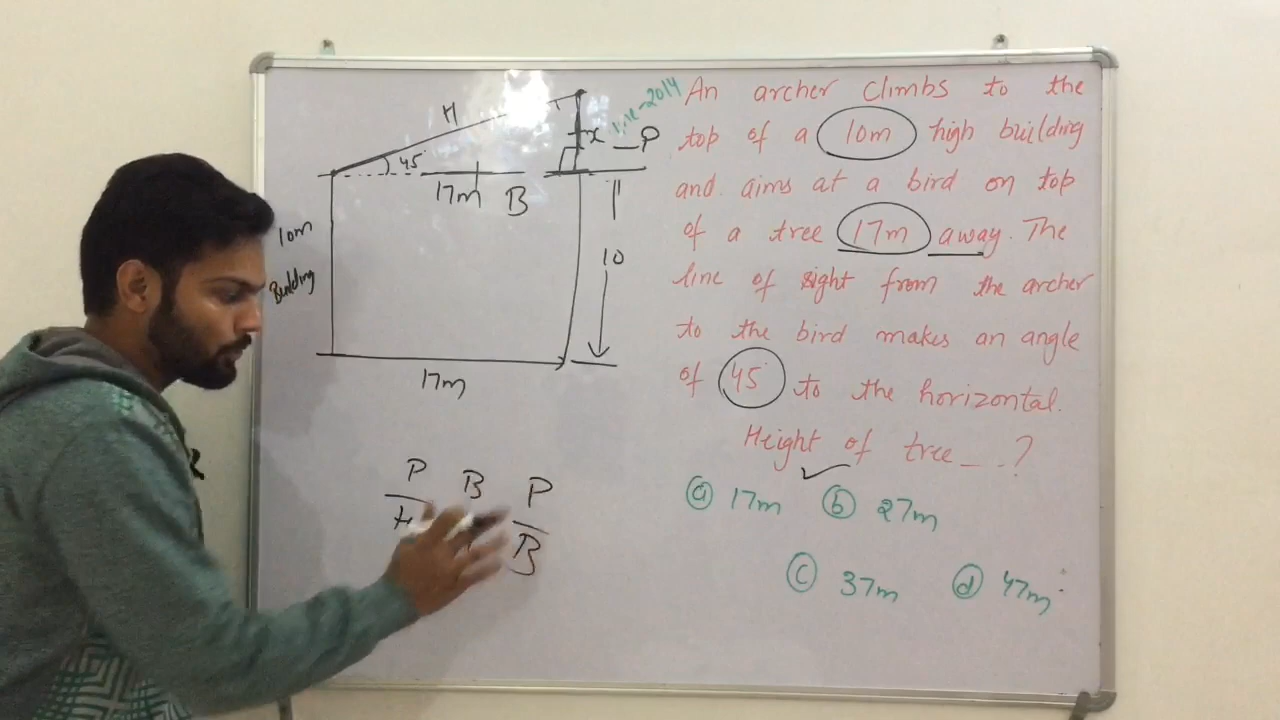 An archer climbs to the
top of a 10m high building
and aims at a bird on top
of a tree 17m away. The
line of sight from the archer
to the bird makes an angle
of 45 to the horizontal.
Height of tree _ _ . ?
ⓐ 17m ⓑ 27m
ⓒ 37m ⓓ 47m
H
45
17m B
x _P
10m
Building
10
17m
P B P
B